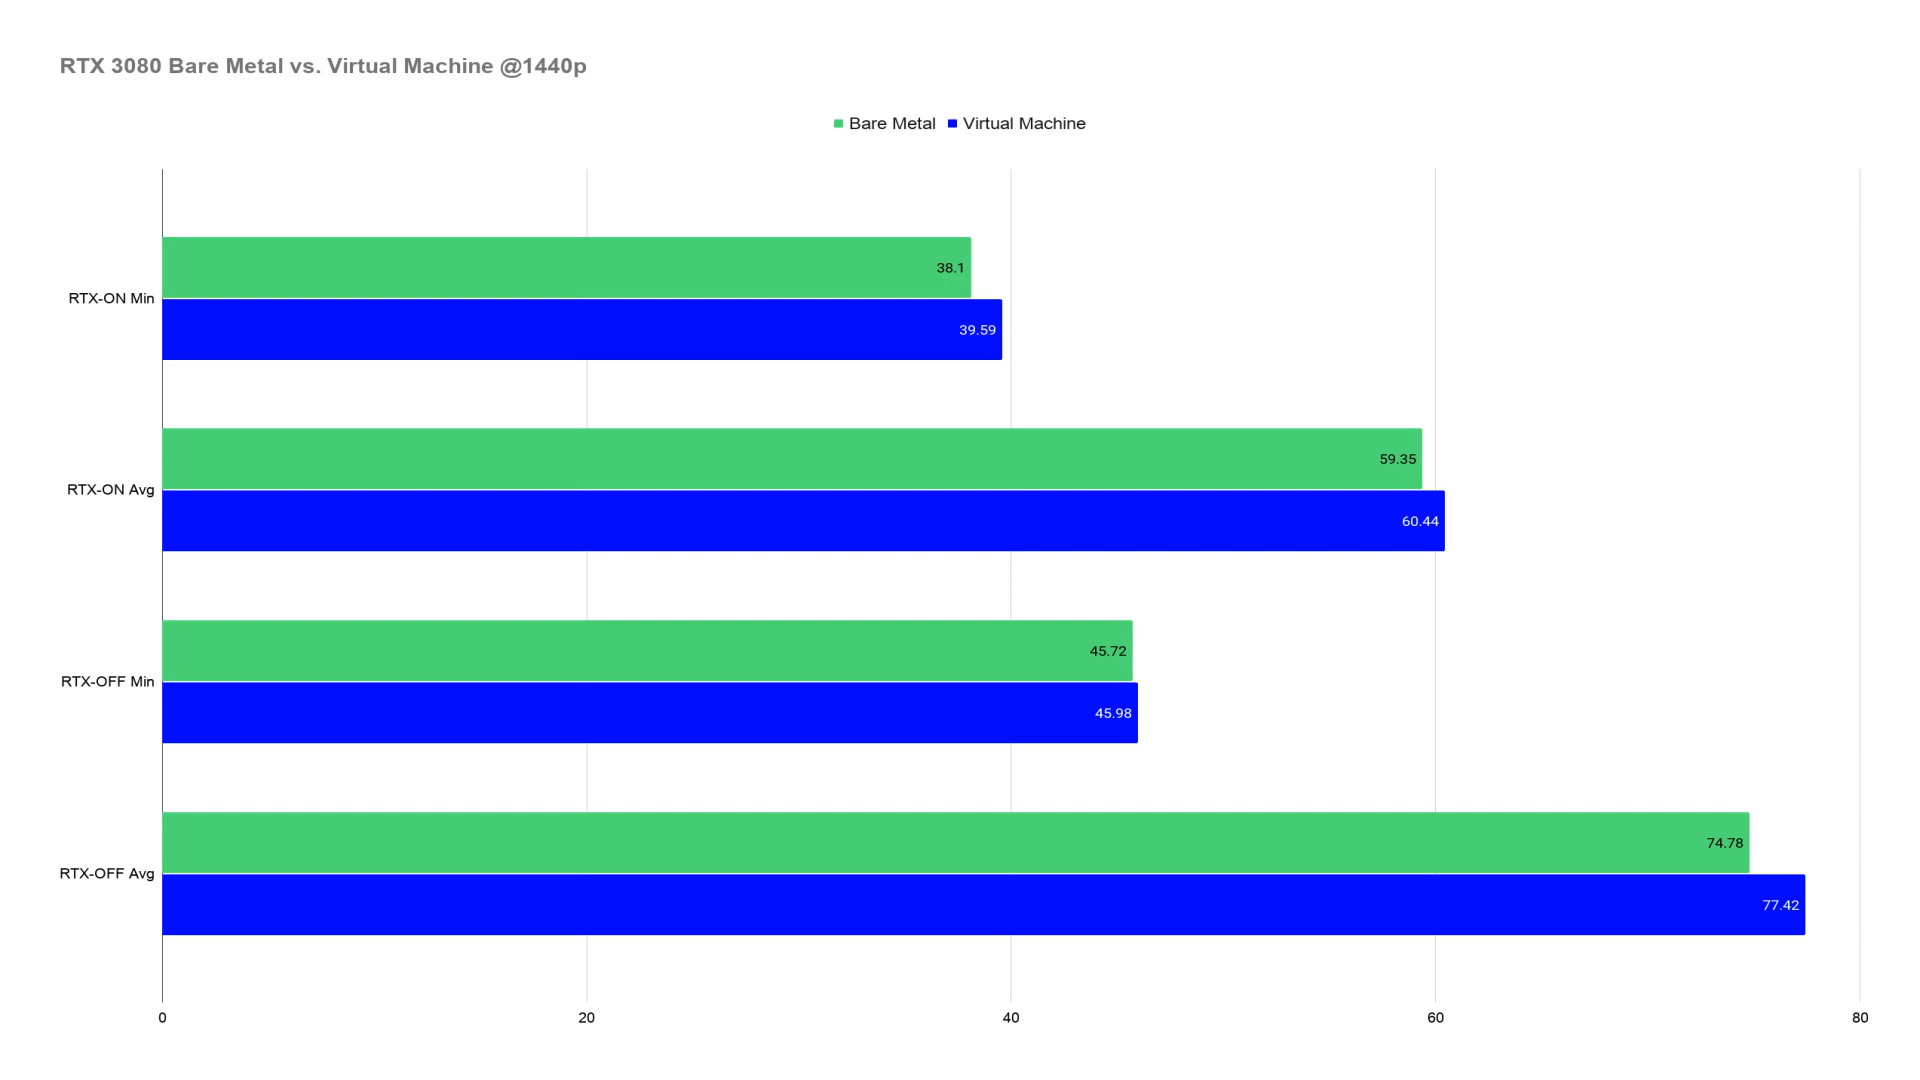 RTX 3080 Bare Metal vs. Virtual Machine @1440p
Bare Metal Virtual Machine
RTX-ON Min
38.1
39.59
RTX-ON Avg
59.35
60.44
RTX-OFF Min
45.72
45.98
RTX-OFF Avg
74.78
77.42
0 20 40 60 80